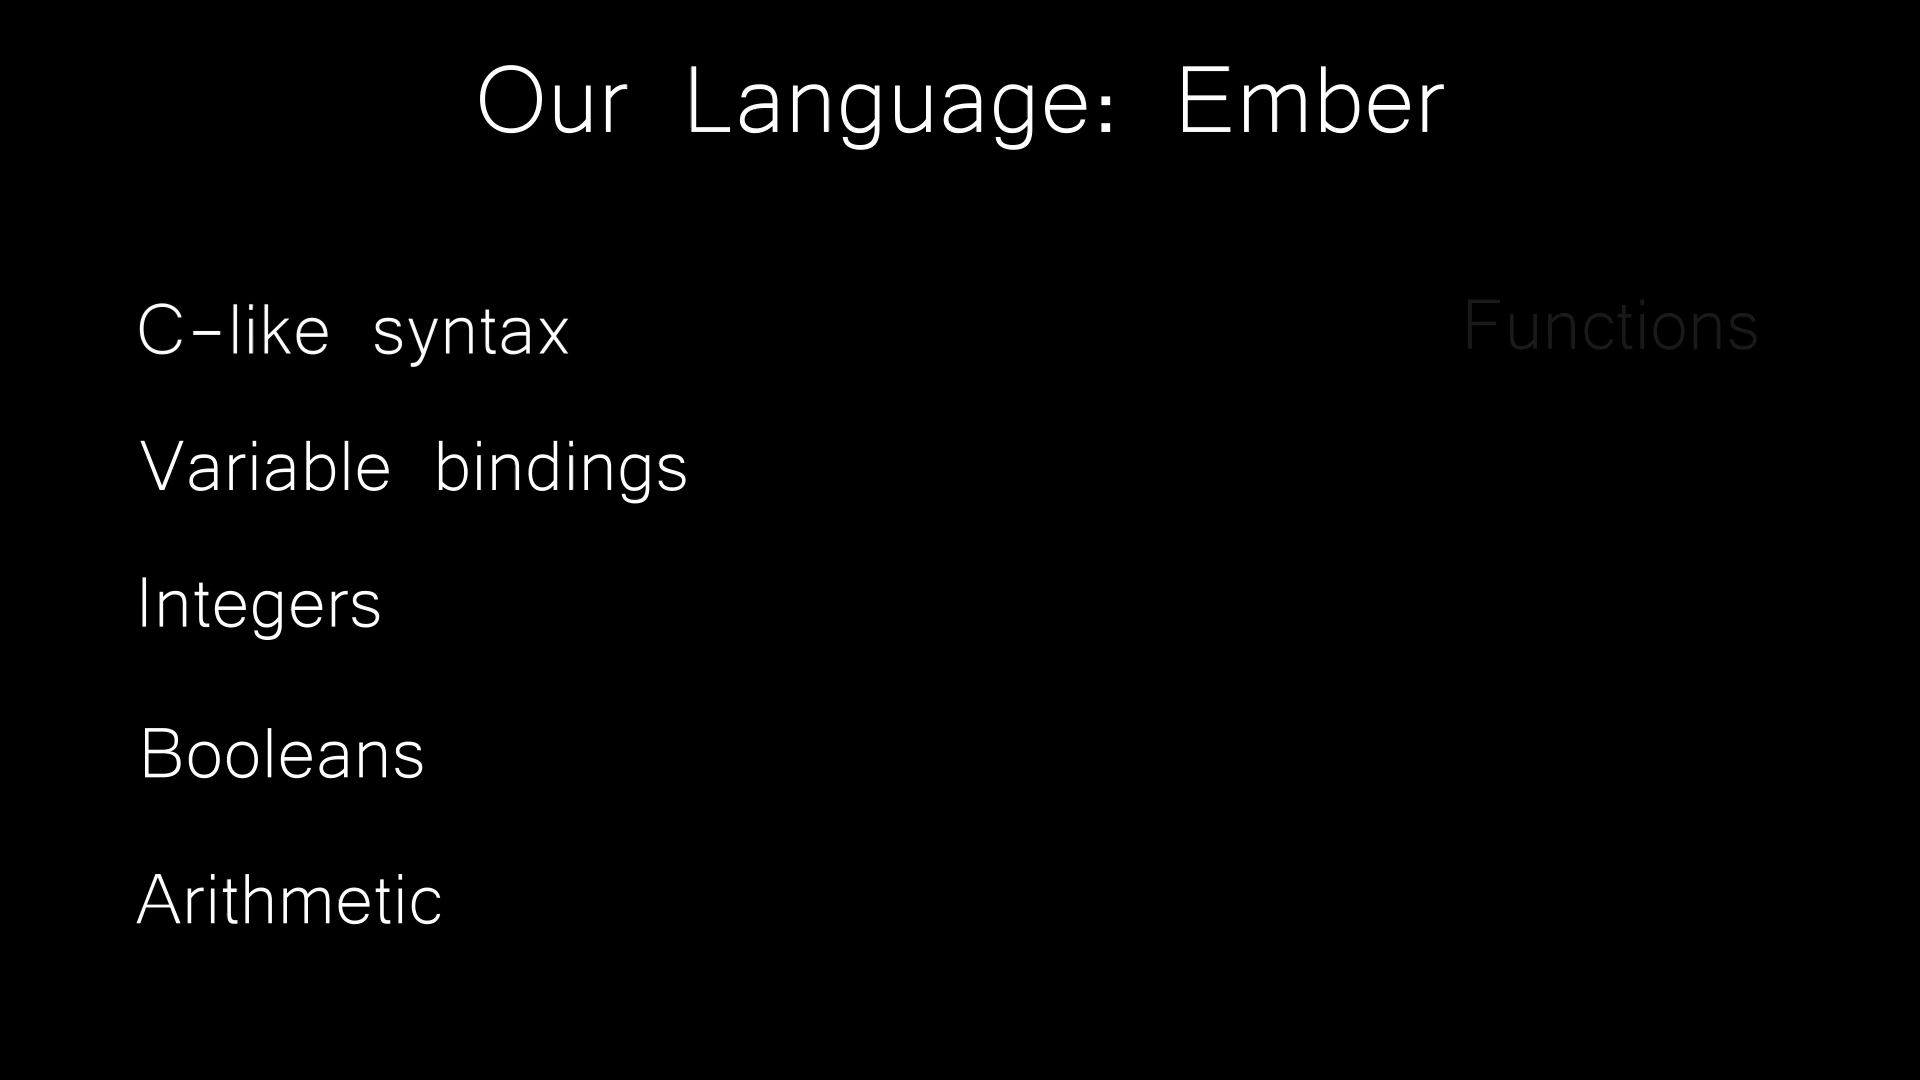 Our Language: Ember
C-like syntax
Variable bindings
Integers
Booleans
Arithmetic
Functions